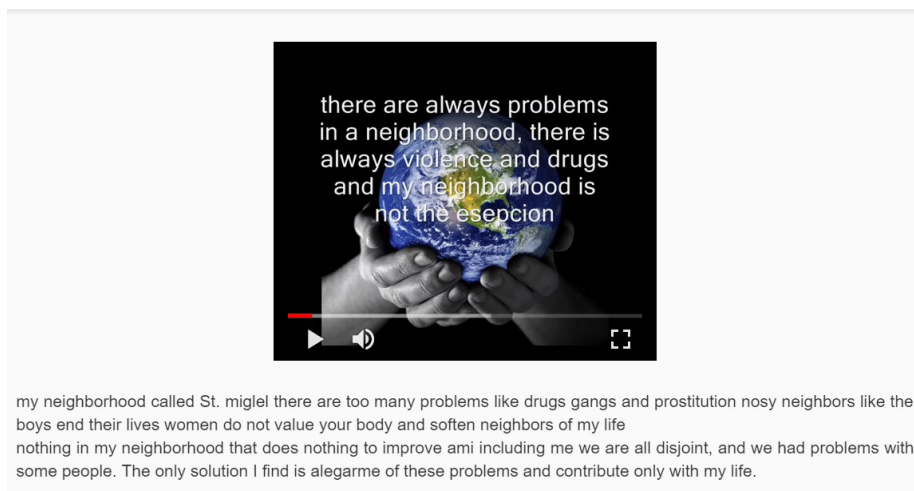 there are always problems
in a neighborhood, there is
always violence and drugs
and my neighborhood is
not the esepcion
my neighborhood called St. miglel there are too many problems like drugs gangs and prostitution nosy neighbors like the
boys end their lives women do not value your body and soften neighbors of my life
nothing in my neighborhood that does nothing to improve ami including me we are all disjoint, and we had problems with
some people. The only solution I find is alegarme of these problems and contribute only with my life.